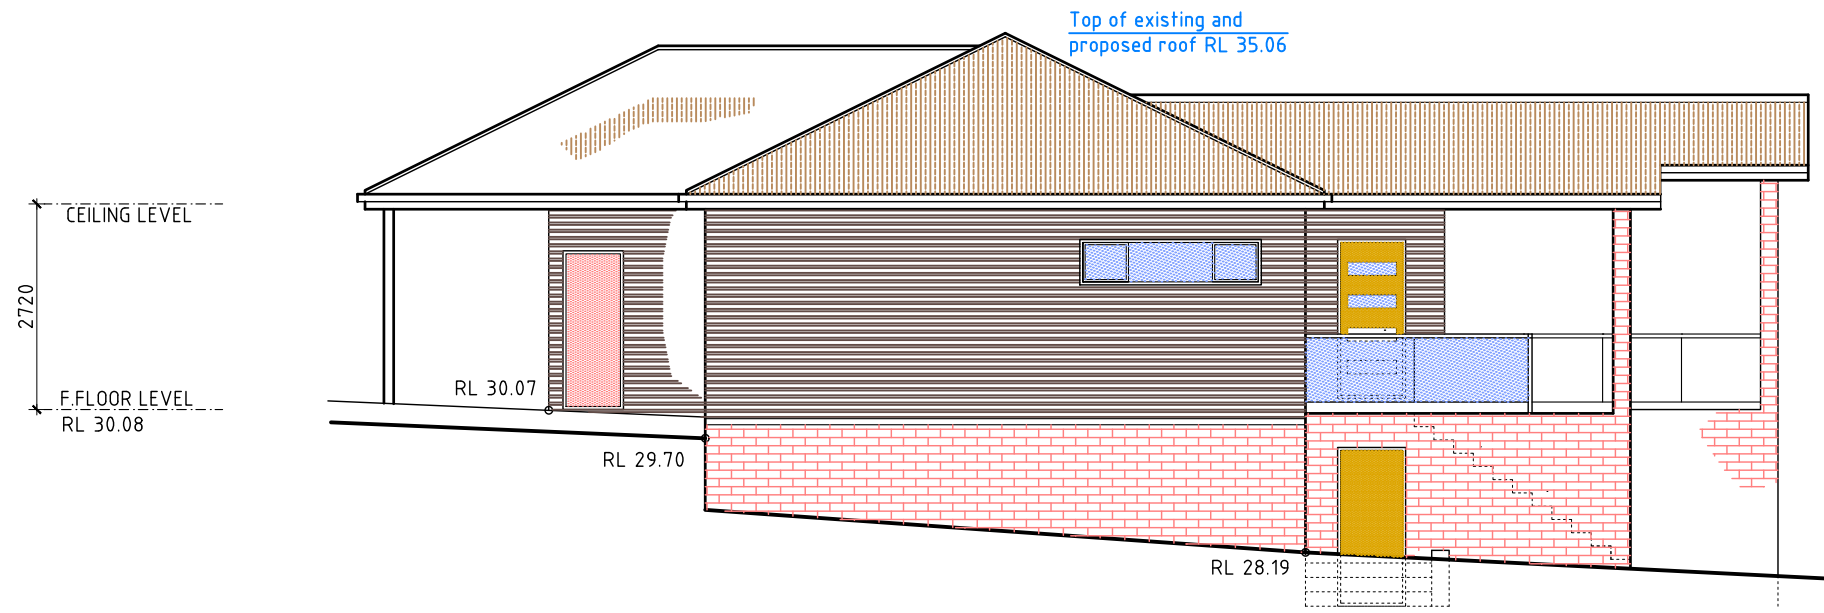 Top of existing and
proposed roof RL 35.06
CEILING LEVEL
2720
RL 30.07
F.FLOOR LEVEL
RL 30.08
RL 29.70
RL 28.19